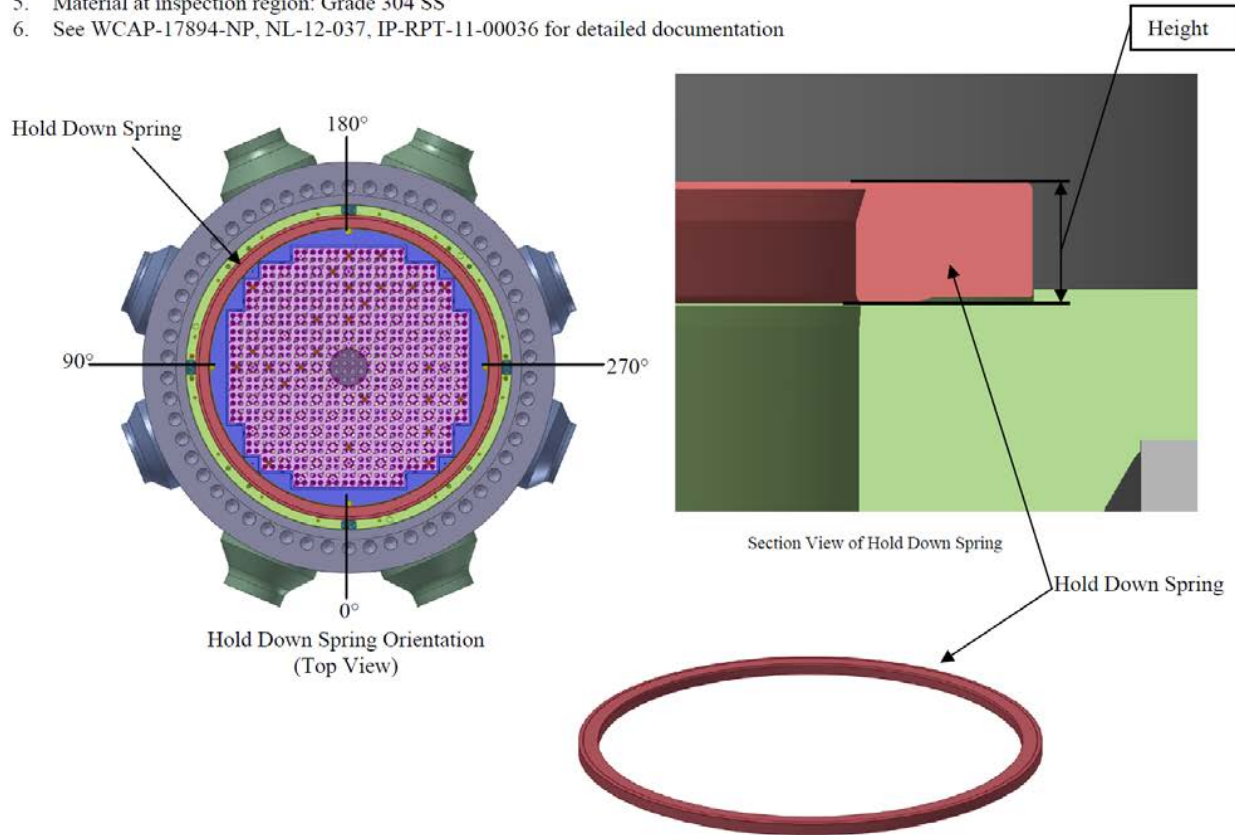 5. Material at inspection region: Grade 304 SS
6. See WCAP-17894-NP, NL-12-037, IP-RPT-11-00036 for detailed documentation
Height
Hold Down Spring
180°
90°
270°
0°
Hold Down Spring Orientation
(Top View)
Section View of Hold Down Spring
Hold Down Spring